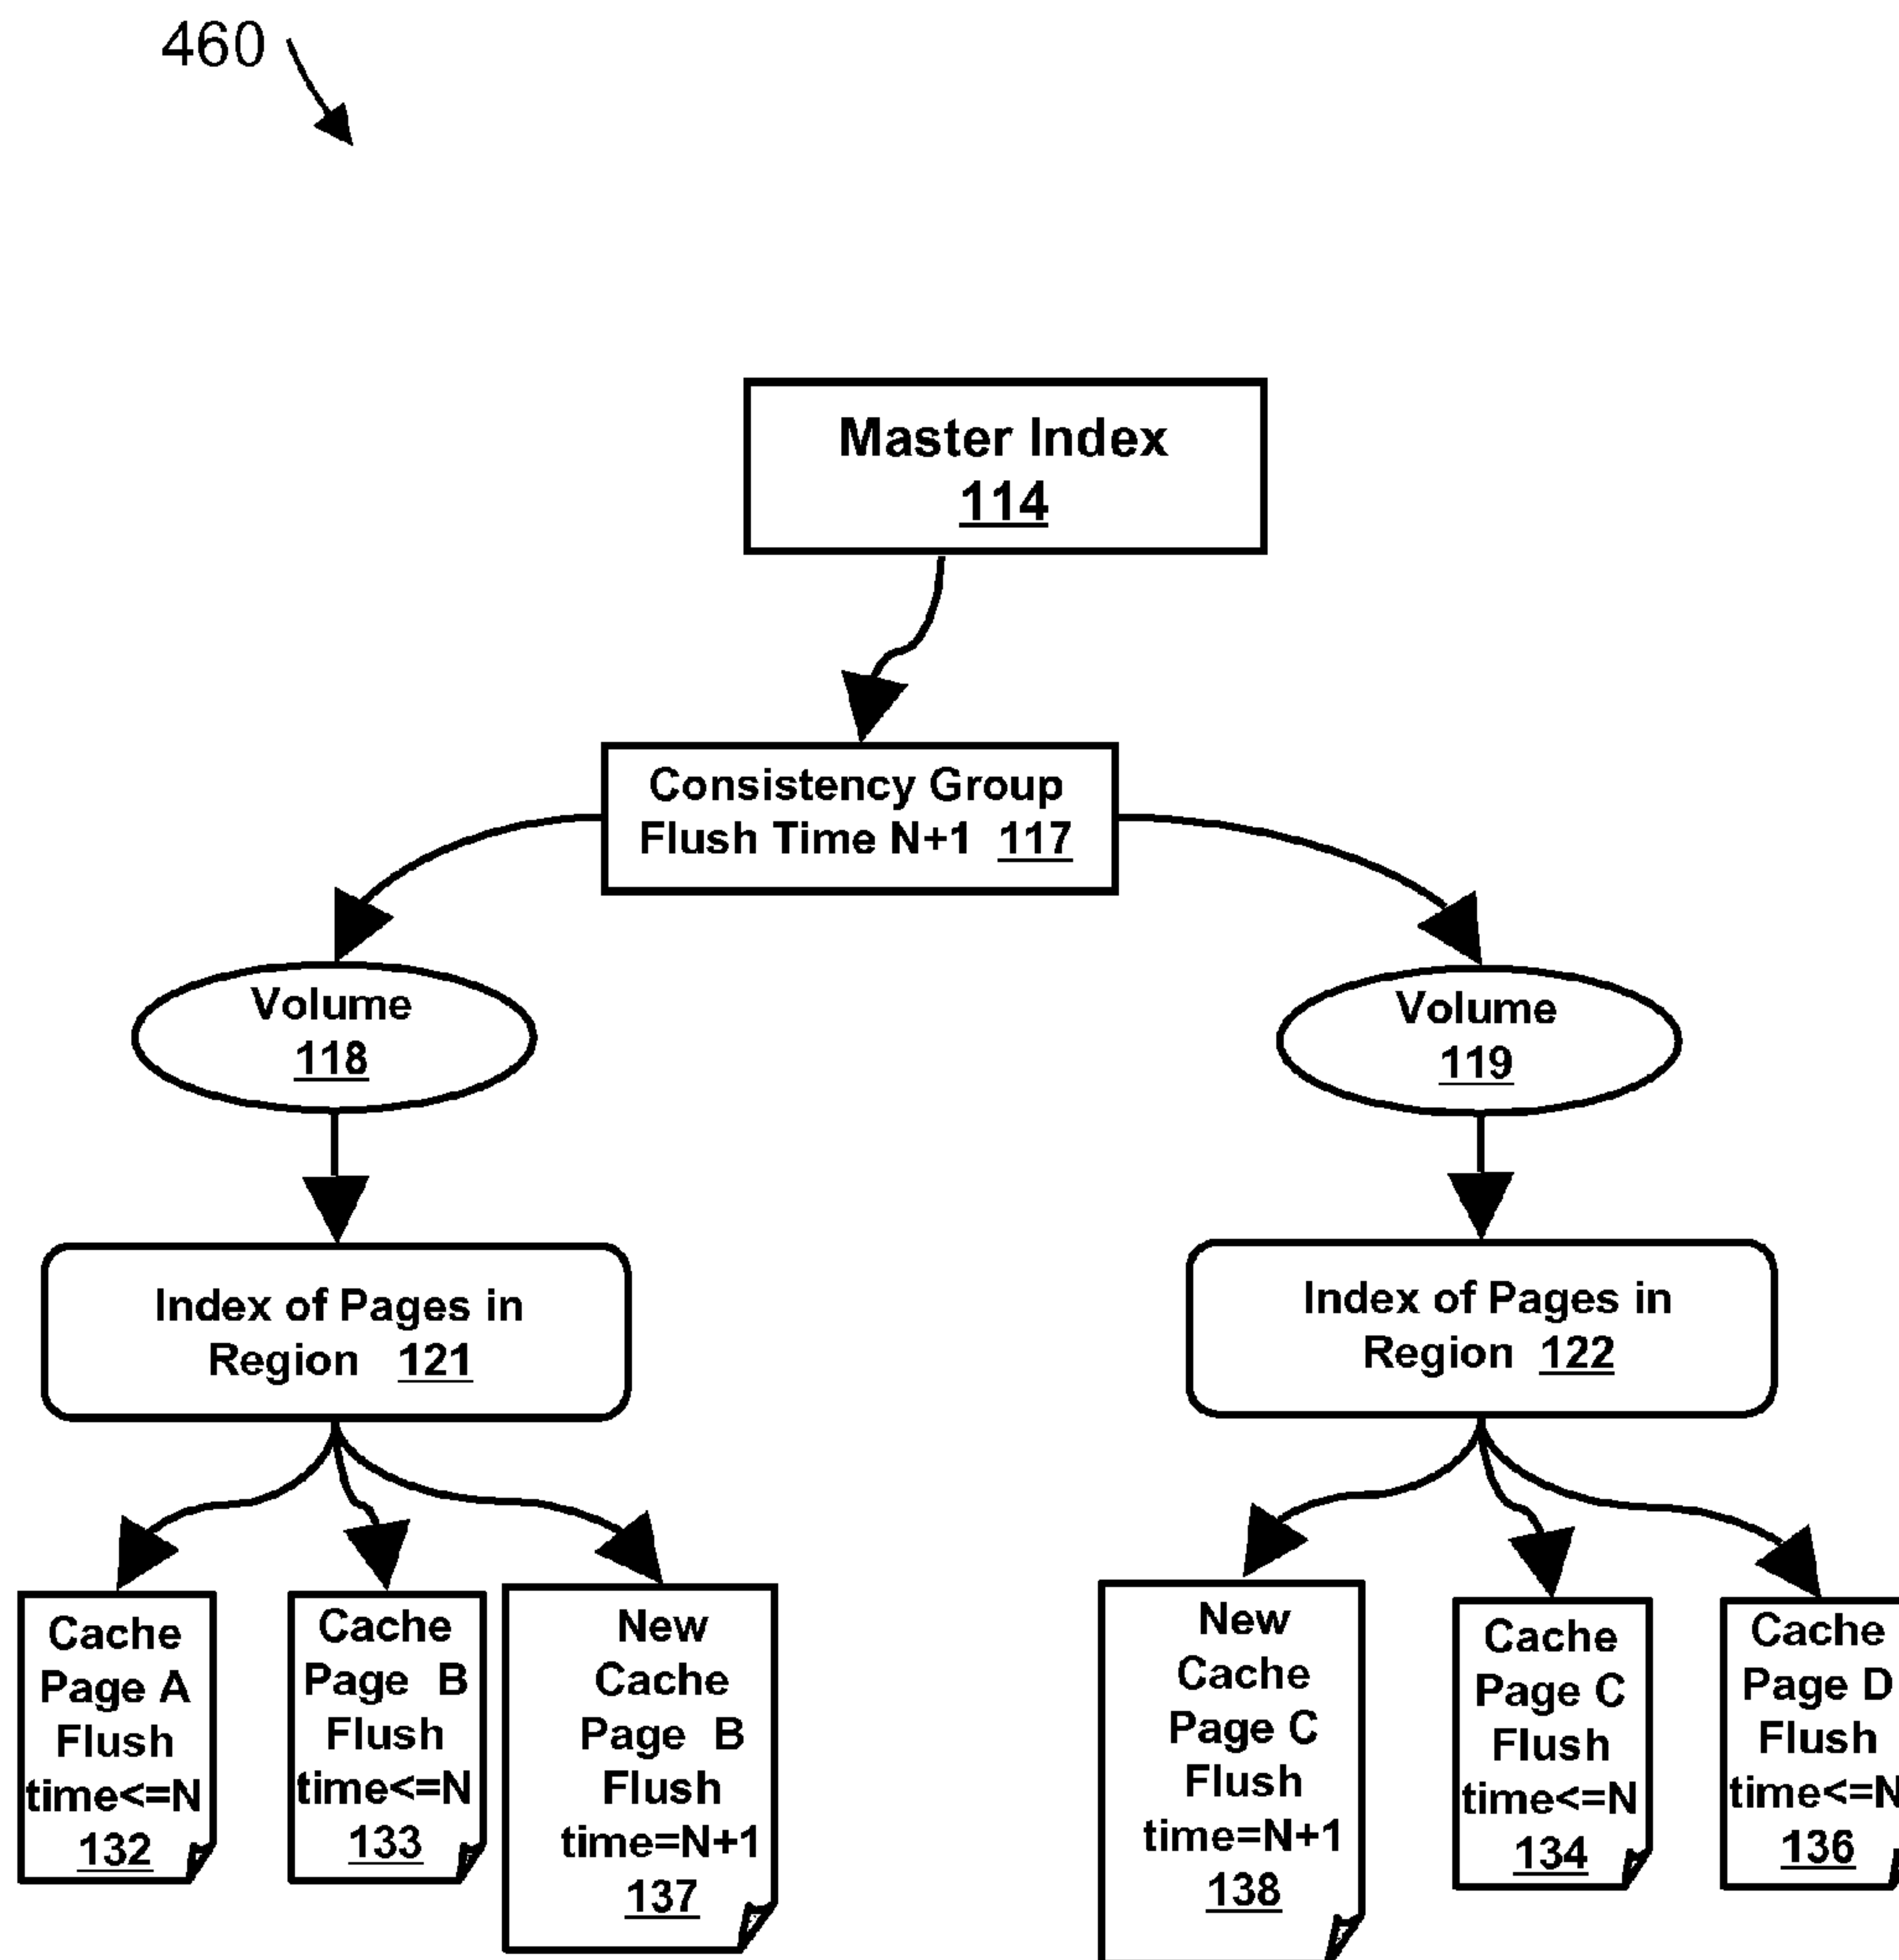 460
Master Index
114
Consistency Group
Flush Time N+1 117
Volume
118
Volume
119
Index of Pages in
Region 121
Index of Pages in
Region 122
Cache
Page A
Flush
time<=N
132
Cache
Page B
Flush
time<=N
133
New
Cache
Page B
Flush
time=N+1
137
New
Cache
Page C
Flush
time=N+1
138
Cache
Page C
Flush
time<=N
134
Cache
Page D
Flush
time<=N
136